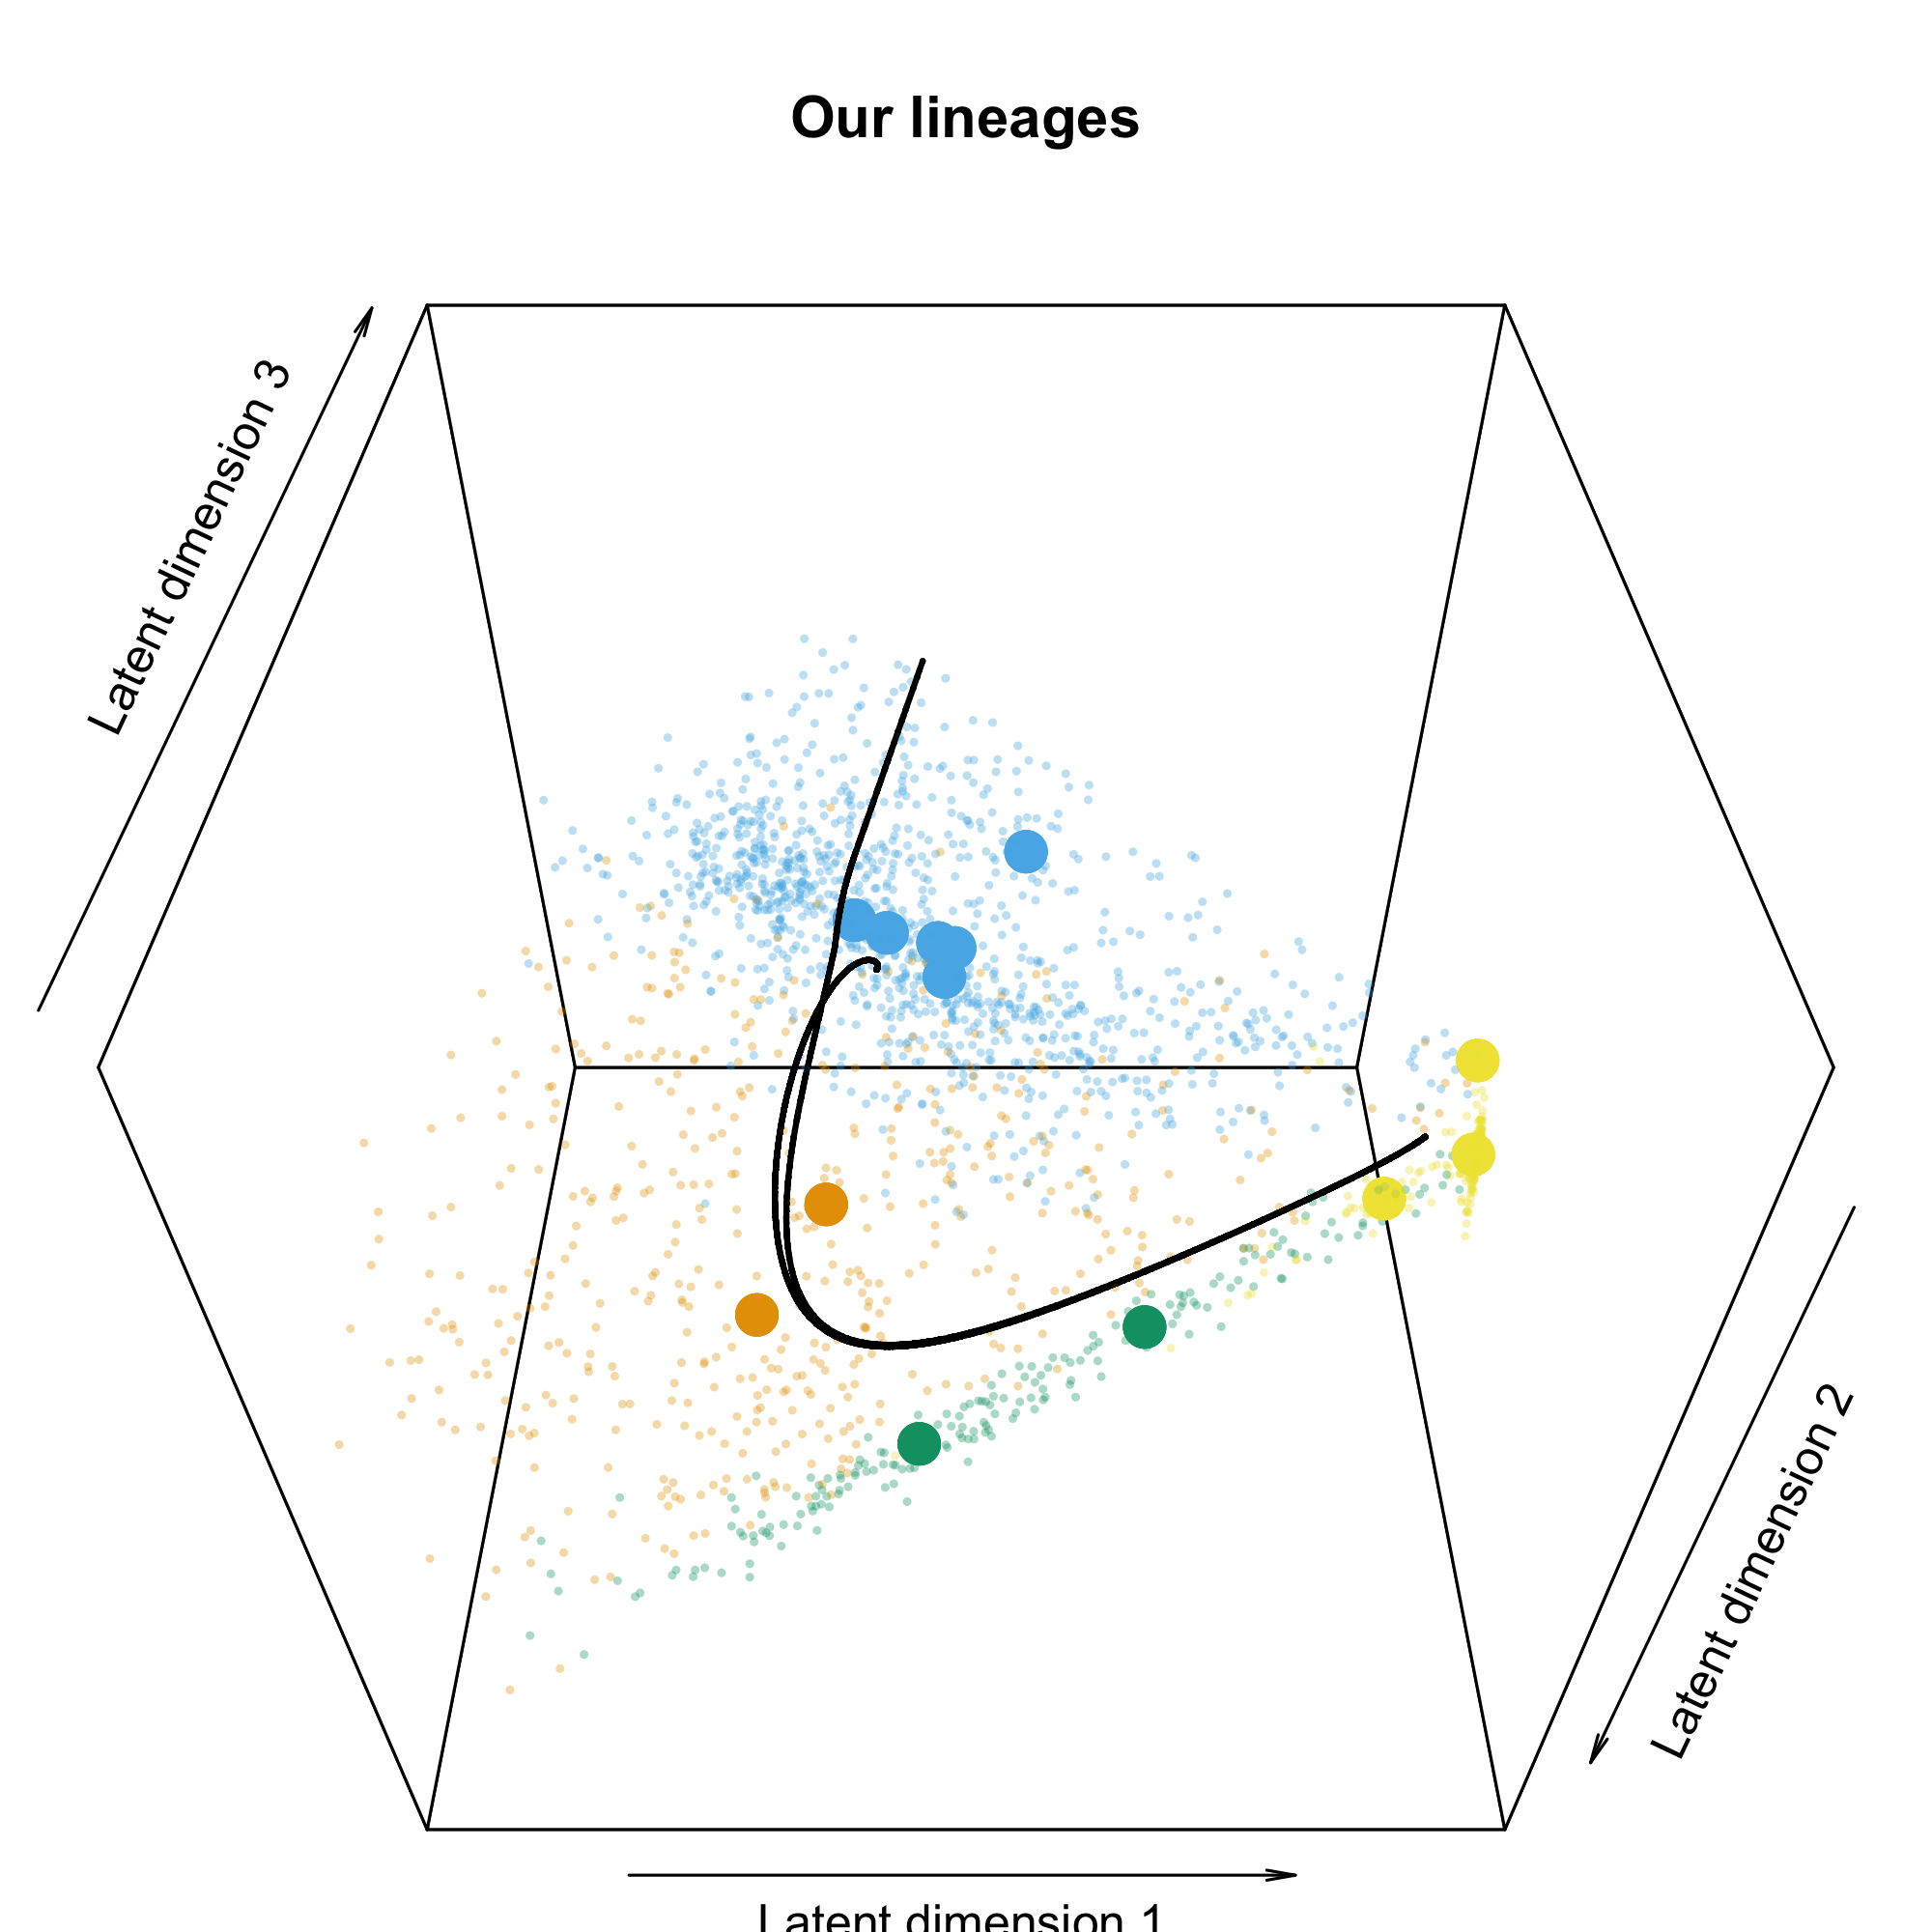 Our lineages
Latent dimension 3
Latent dimension 2
Latent dimension 1